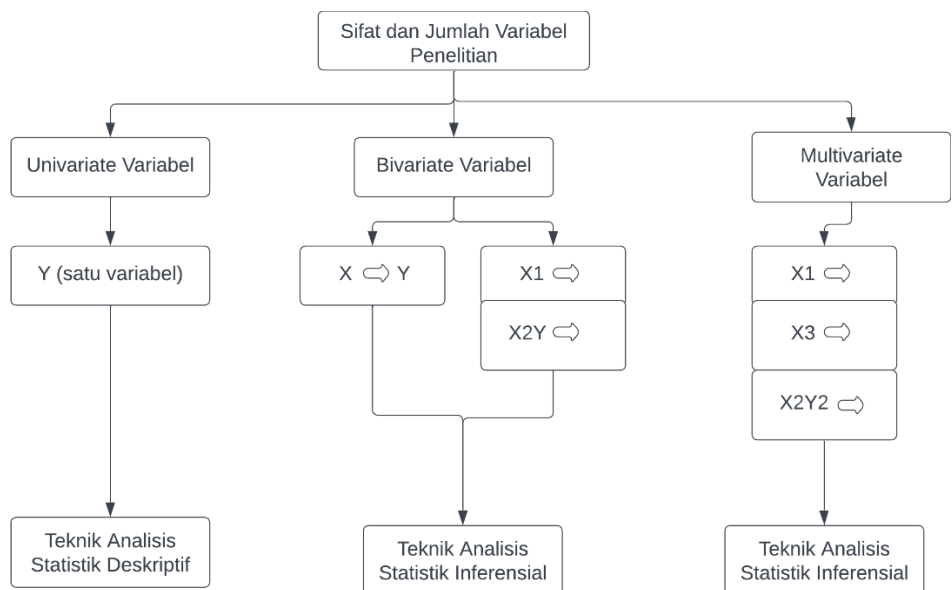 Sifat dan Jumlah Variabel
Penelitian
Univariate Variabel
Bivariate Variabel
Multivariate
Variabel
Y (satu variabel)
X ⇨ Y
X1 ⇨
X2Y ⇨
X1 ⇨
X3 ⇨
X2Y2 ⇨
Teknik Analisis
Statistik Deskriptif
Teknik Analisis
Statistik Inferensial
Teknik Analisis
Statistik Inferensial